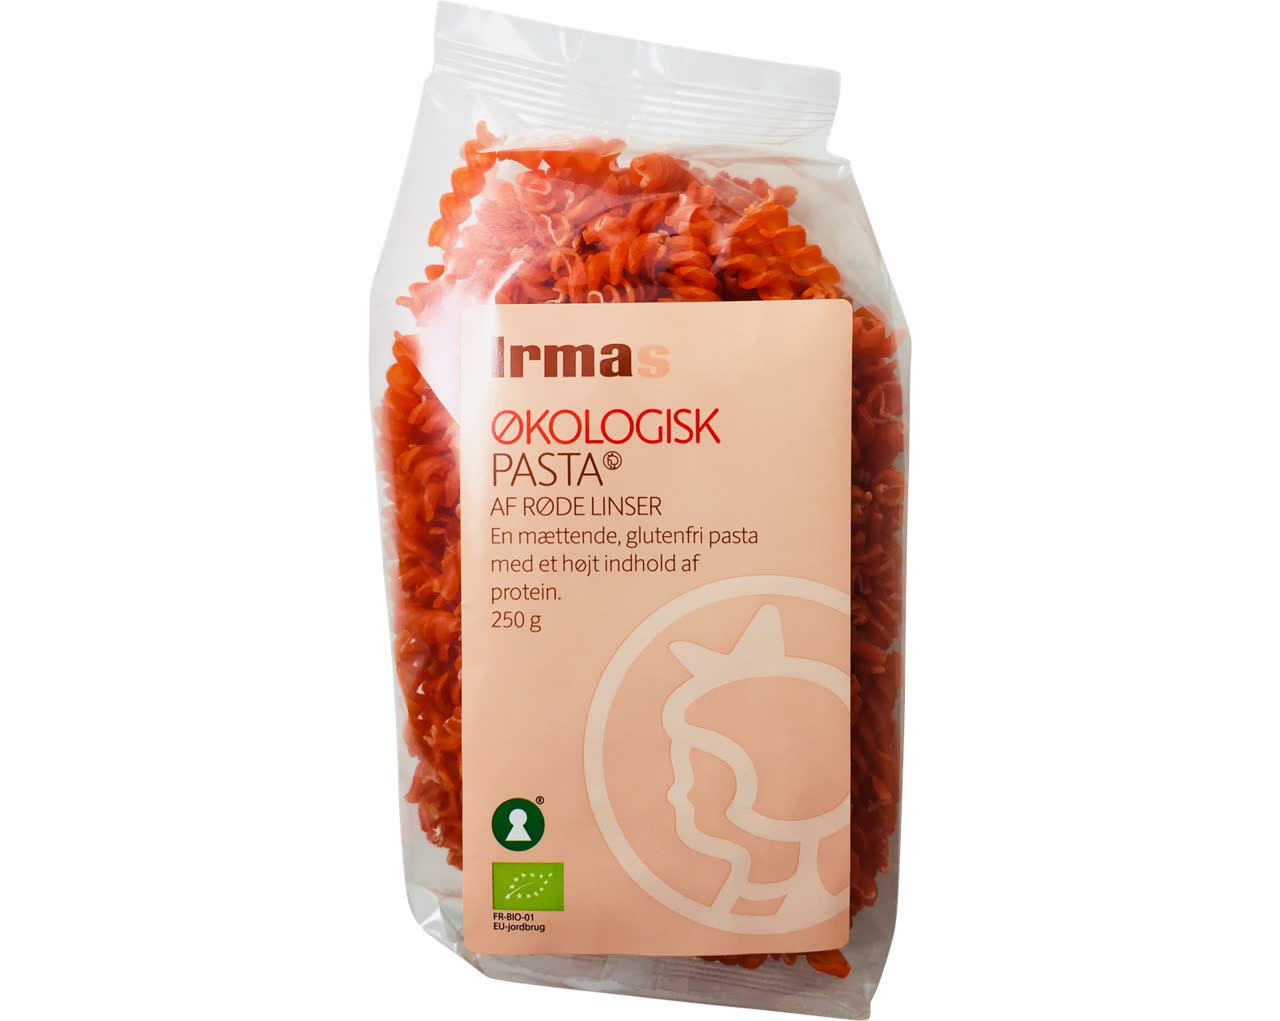 Irmas
ØKOLOGISK
PASTA
AF RØDE LINSER
En mættende, glutenfri pasta
med et højt indhold af
protein.
250 g
®
FR-BIO-01
EU-jordbrug